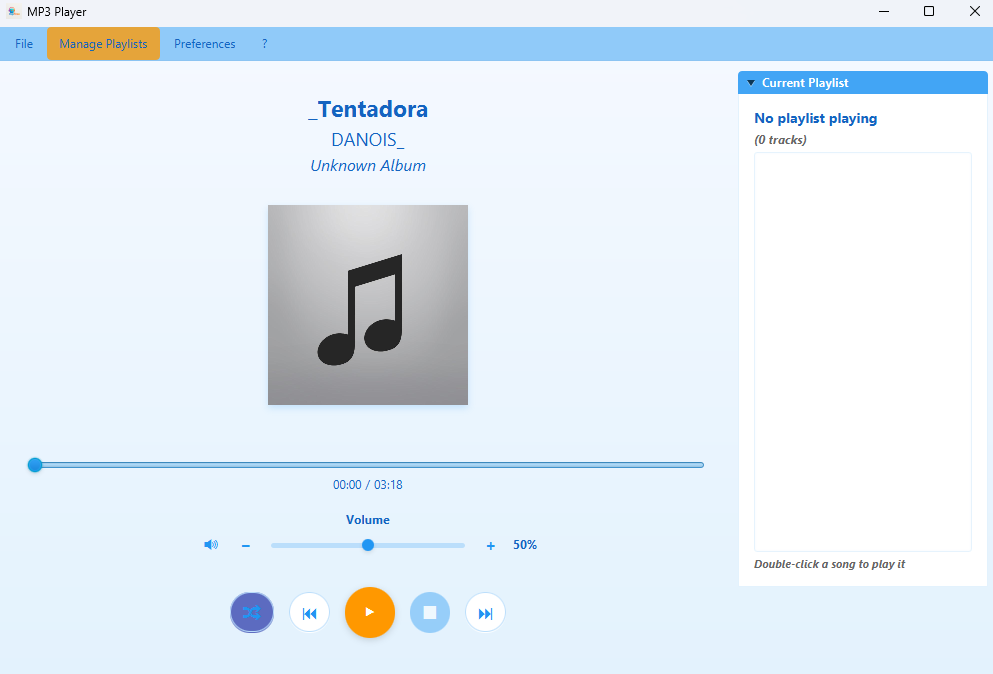 MP3 Player
File Manage Playlists Preferences ?
_Tentadora
DANOIS_
Unknown Album
00:00 / 03:18
Volume
− + 50%
Current Playlist
No playlist playing
(0 tracks)
Double-click a song to play it